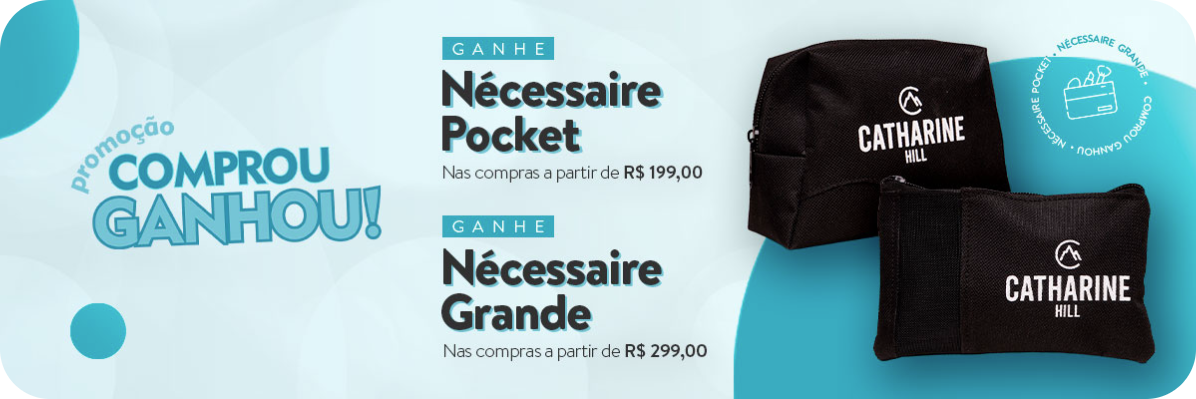 promoção
COMPROU
GANHOU!
GANHE
Nécessaire
Pocket
Nas compras a partir de R$ 199,00
GANHE
Nécessaire
Grande
Nas compras a partir de R$ 299,00
CATHARINE
HILL
CATHARINE
HILL
NÉCESSAIRE GRANDE • COMPROU GANHOU • NÉCESSAIRE POCKET •